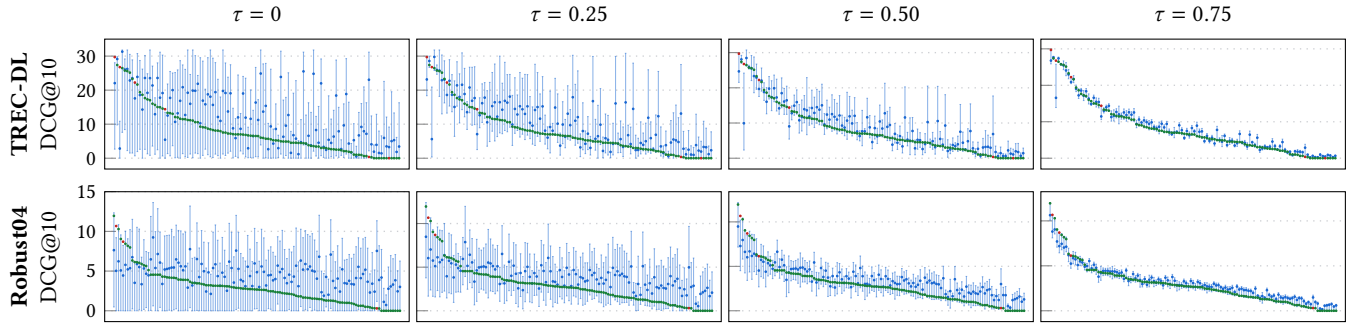 τ = 0
τ = 0.25
τ = 0.50
τ = 0.75
TREC-DL
DCG@10
30
20
10
0
Robust04
DCG@10
15
10
5
0